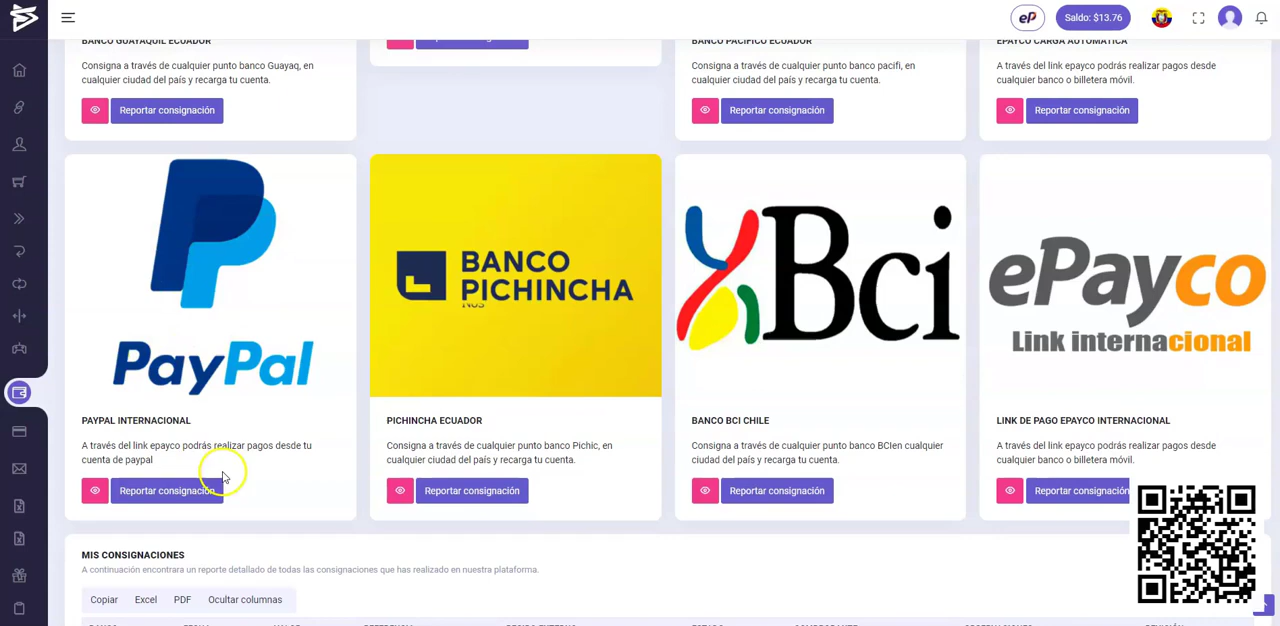 eP
Saldo: $13.76
BANCO GUAYAQUIL ECUADOR
Consigna a través de cualquier punto banco Guayaq, en
cualquier ciudad del país y recarga tu cuenta.
Reportar consignación
BANCO PACIFICO ECUADOR
Consigna a través de cualquier punto banco pacifi, en
cualquier ciudad del país y recarga tu cuenta.
Reportar consignación
EPAYCO CARGA AUTOMATICA
A través del link epayco podrás realizar pagos desde
cualquier banco o billetera móvil.
Reportar consignación
PayPal
PAYPAL INTERNACIONAL
A través del link epayco podrás realizar pagos desde tu
cuenta de paypal
Reportar consignación
BANCO
PICHINCHA
PICHINCHA ECUADOR
Consigna a través de cualquier punto banco Pichic, en
cualquier ciudad del país y recarga tu cuenta.
Reportar consignación
Bci
BANCO BCI CHILE
Consigna a través de cualquier punto banco BCIen cualquier
ciudad del país y recarga tu cuenta.
Reportar consignación
ePayco
Link internacional
LINK DE PAGO EPAYCO INTERNACIONAL
A través del link epayco podrás realizar pagos desde
cualquier banco o billetera móvil.
Reportar consignación
MIS CONSIGNACIONES
A continuación encontrara un reporte detallado de todas las consignaciones que has realizado en nuestra plataforma.
Copiar Excel PDF Ocultar columnas